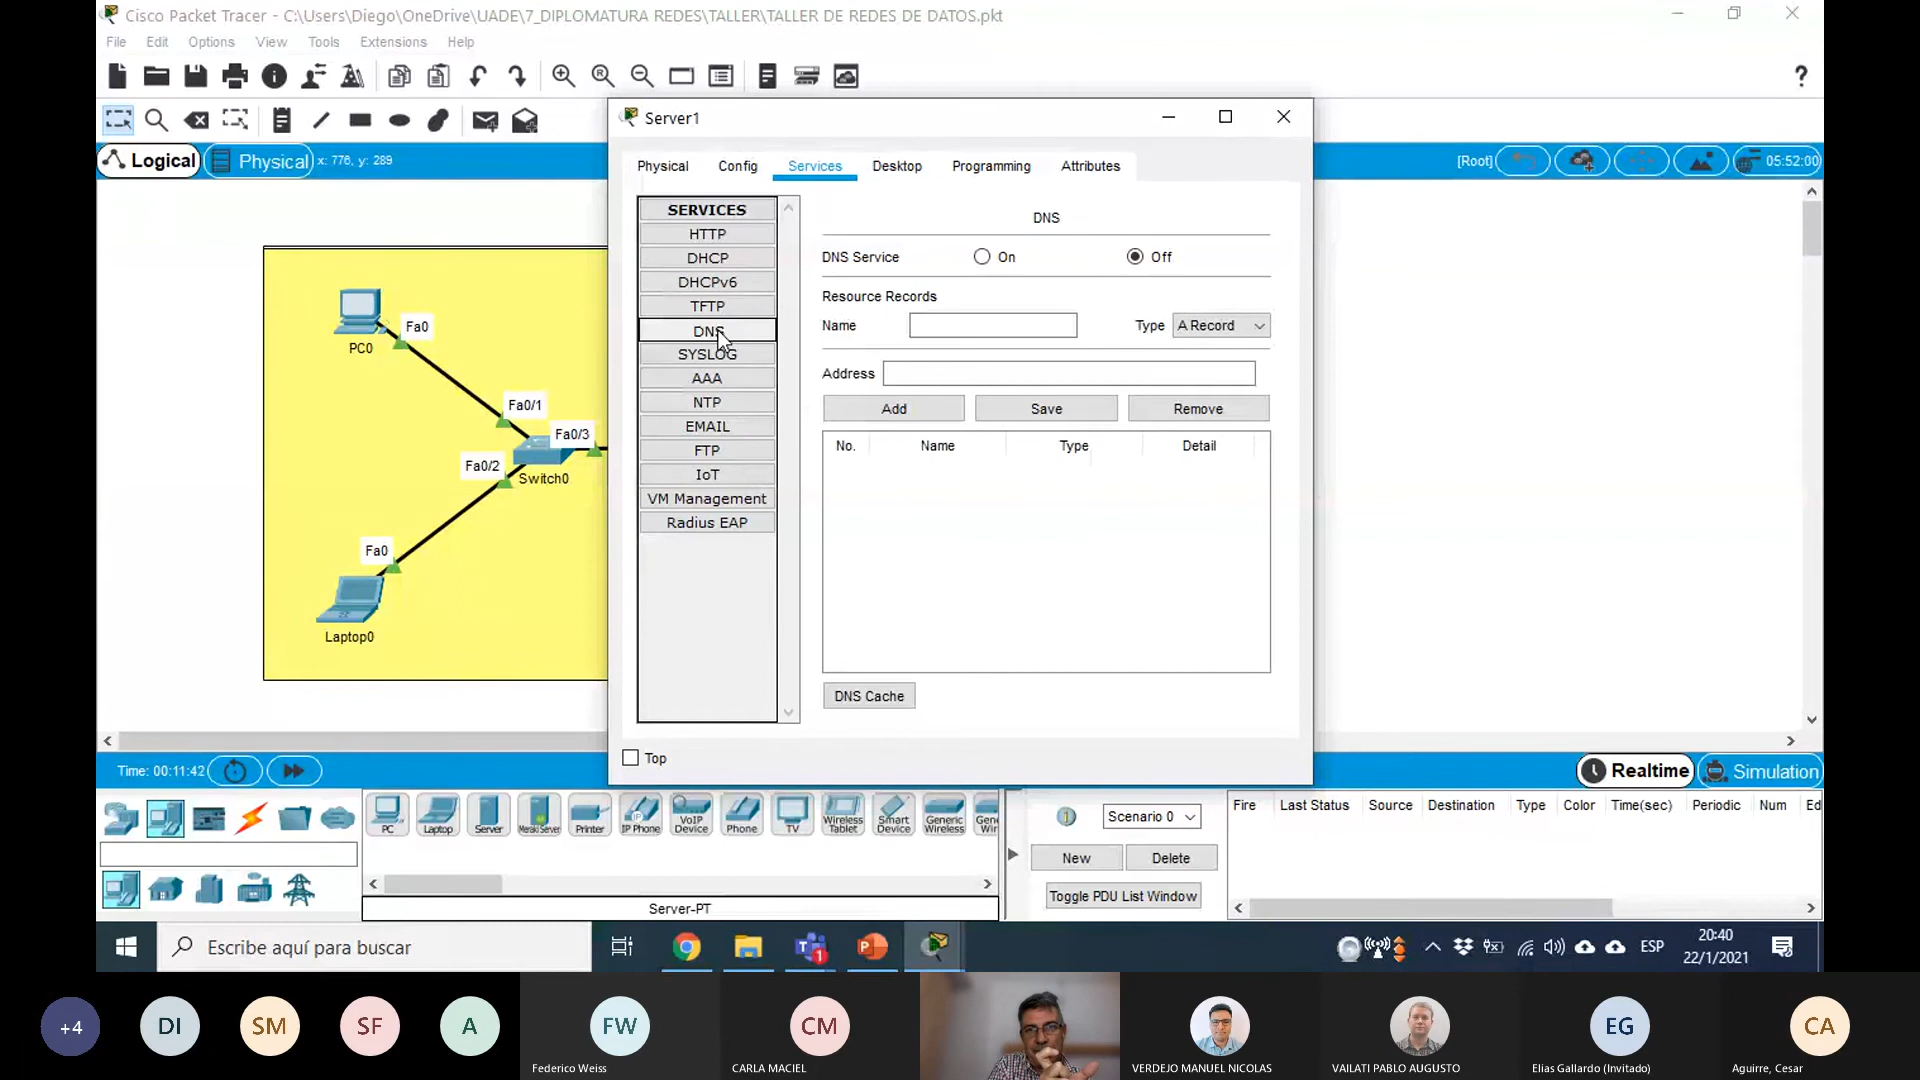 Cisco Packet Tracer - C:\Users\Diego\OneDrive\UADE\7_DIPLOMATURA REDES\TALLER\TALLER DE REDES DE DATOS.pkt
File Edit Options View Tools Extensions Help
?
Logical Physical x: 776, y: 289
[Root] 05:52:00
Server1
Physical Config Services Desktop Programming Attributes
SERVICES
HTTP
DHCP
DHCPv6
TFTP
DNS
SYSLOG
AAA
NTP
EMAIL
FTP
IoT
VM Management
Radius EAP
DNS
DNS Service On Off
Resource Records
Name Type A Record
Address
Add Save Remove
No. Name Type Detail
DNS Cache
Top
PC0
Fa0
Fa0/1
Fa0/3
Fa0/2
Switch0
Fa0
Laptop0
Time: 00:11:42
Realtime Simulation
PC Laptop Server Meraki Server Printer IP Phone VoIP Device Phone TV Wireless Tablet Smart Device Generic Wireless
Server-PT
Scenario 0
New Delete
Toggle PDU List Window
Fire Last Status Source Destination Type Color Time(sec) Periodic Num Ed
Escribe aquí para buscar
1
ESP
20:40
22/1/2021
+4 DI SM SF A FW CM EG CA
Federico Weiss CARLA MACIEL VERDEJO MANUEL NICOLAS VAILATI PABLO AUGUSTO Elias Gallardo (Invitado) Aguirre, Cesar